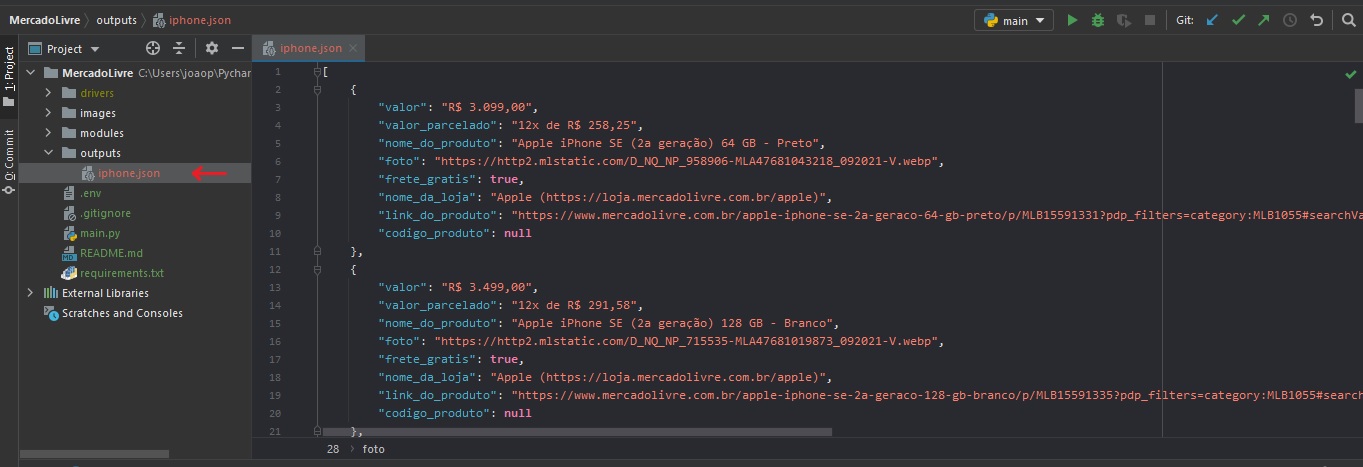 MercadoLivre outputs iphone.json main Git:
Project
iphone.json
1: Project
0: Commit
MercadoLivre C:\Users\joaop\Pychar
drivers
images
modules
outputs
iphone.json
.env
.gitignore
main.py
README.md
requirements.txt
External Libraries
Scratches and Consoles
1 [
2 {
3 "valor": "R$ 3.099,00",
4 "valor_parcelado": "12x de R$ 258,25",
5 "nome_do_produto": "Apple iPhone SE (2a geração) 64 GB - Preto",
6 "foto": "https://http2.mlstatic.com/D_NQ_NP_958906-MLA47681043218_092021-V.webp",
7 "frete_gratis": true,
8 "nome_da_loja": "Apple (https://loja.mercadolivre.com.br/apple)",
9 "link_do_produto": "https://www.mercadolivre.com.br/apple-iphone-se-2a-geraco-64-gb-preto/p/MLB15591331?pdp_filters=category:MLB1055#searchVa
10 "codigo_produto": null
11 },
12 {
13 "valor": "R$ 3.499,00",
14 "valor_parcelado": "12x de R$ 291,58",
15 "nome_do_produto": "Apple iPhone SE (2a geração) 128 GB - Branco",
16 "foto": "https://http2.mlstatic.com/D_NQ_NP_715535-MLA47681019873_092021-V.webp",
17 "frete_gratis": true,
18 "nome_da_loja": "Apple (https://loja.mercadolivre.com.br/apple)",
19 "link_do_produto": "https://www.mercadolivre.com.br/apple-iphone-se-2a-geraco-128-gb-branco/p/MLB15591335?pdp_filters=category:MLB1055#search
20 "codigo_produto": null
21 },
28 foto